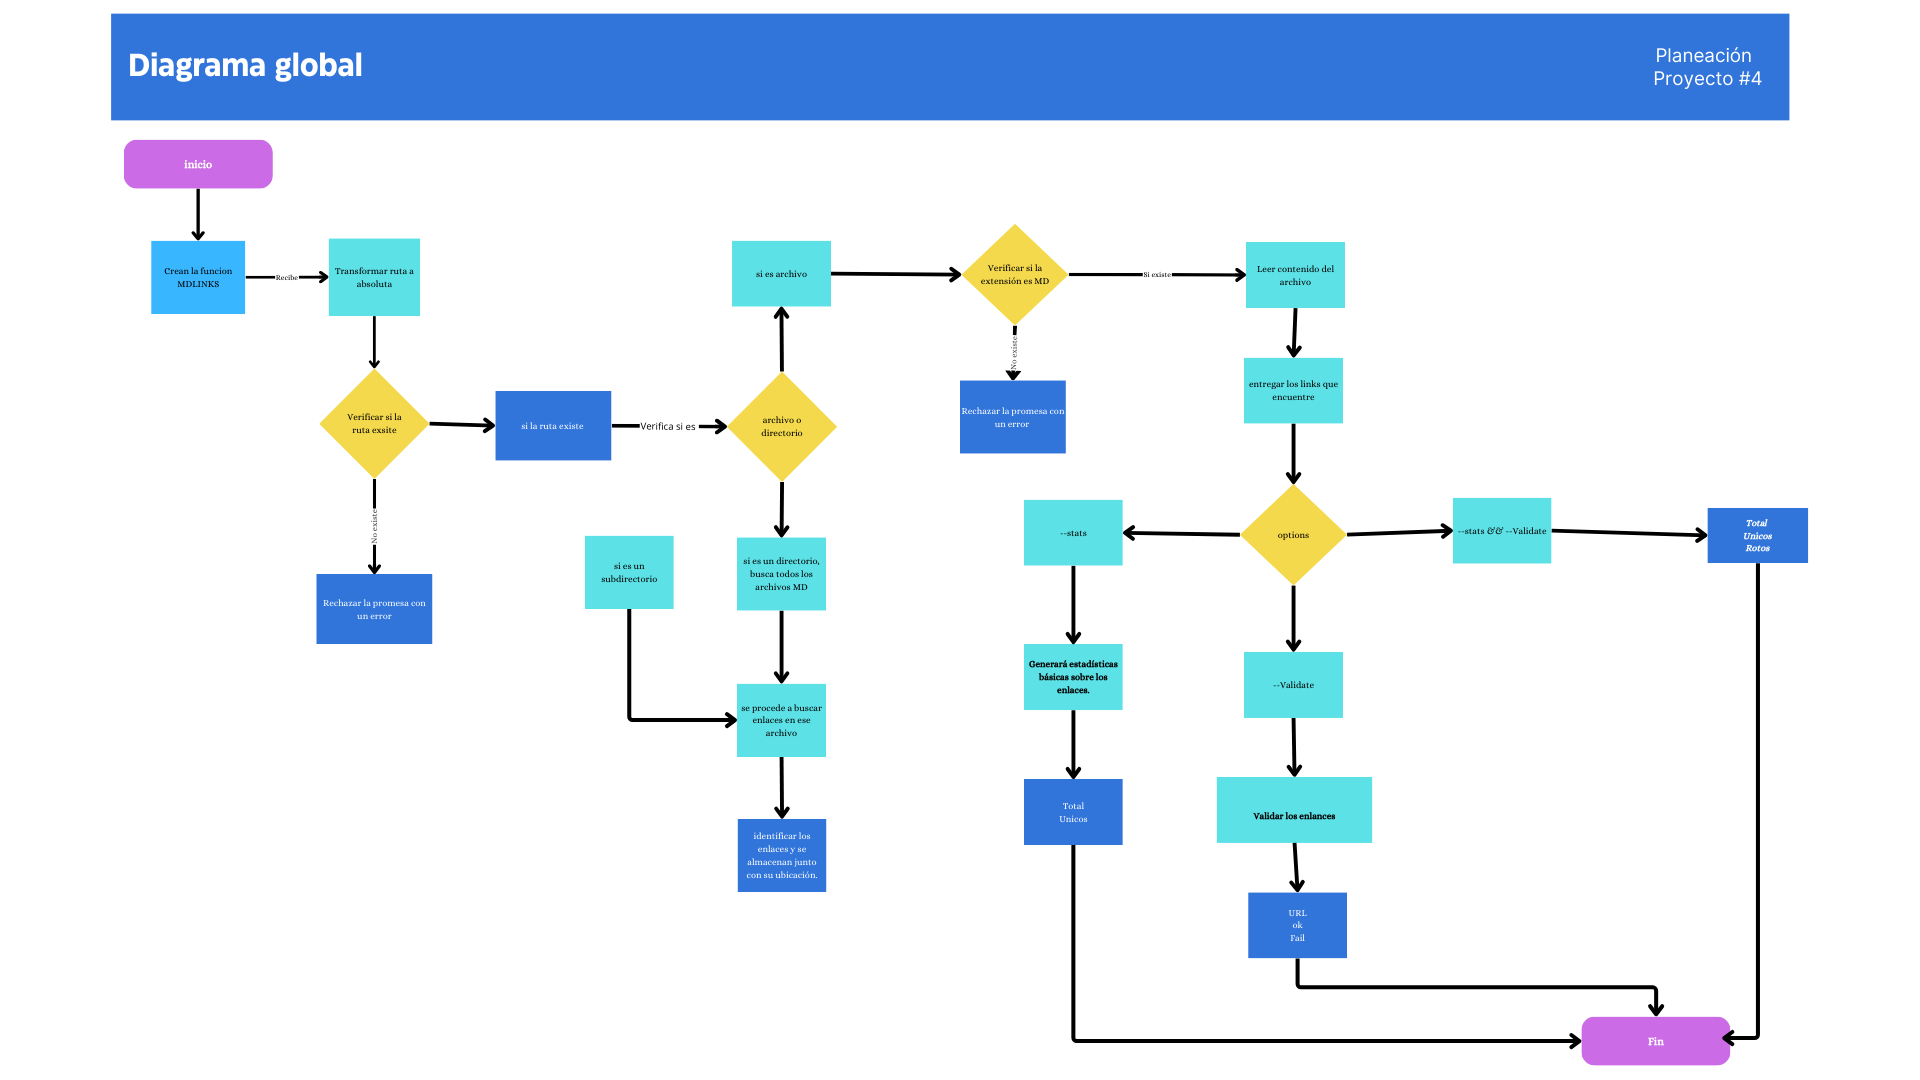 Diagrama global
Planeación
Proyecto #4
inicio
Crean la funcion
MDLINKS
Recibe
Transformar ruta a
absoluta
Verificar si la
ruta exsite
No existe
Rechazar la promesa con
un error
si la ruta existe
Verifica si es
archivo o
directorio
si es archivo
si es un directorio,
busca todos los
archivos MD
si es un
subdirectorio
se procede a buscar
enlaces en ese
archivo
identificar los
enlaces y se
almacenan junto
con su ubicación.
Verificar si la
extensión es MD
No existe
Rechazar la promesa con
un error
Si existe
Leer contenido del
archivo
entregar los links que
encuentre
options
--stats
Generará estadísticas
básicas sobre los
enlaces.
Total
Unicos
--Validate
Validar los enlances
URL
ok
Fail
--stats && --Validate
Total
Unicos
Rotos
Fin